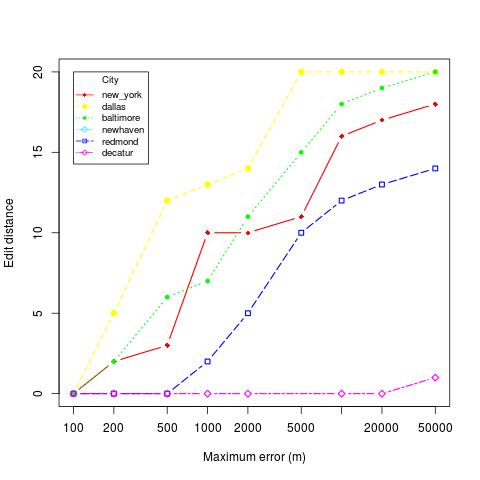 20
15
10
5
0
Edit distance
City
new_york
dallas
baltimore
newhaven
redmond
decatur
100 200 500 1000 2000 5000 20000 50000
Maximum error (m)